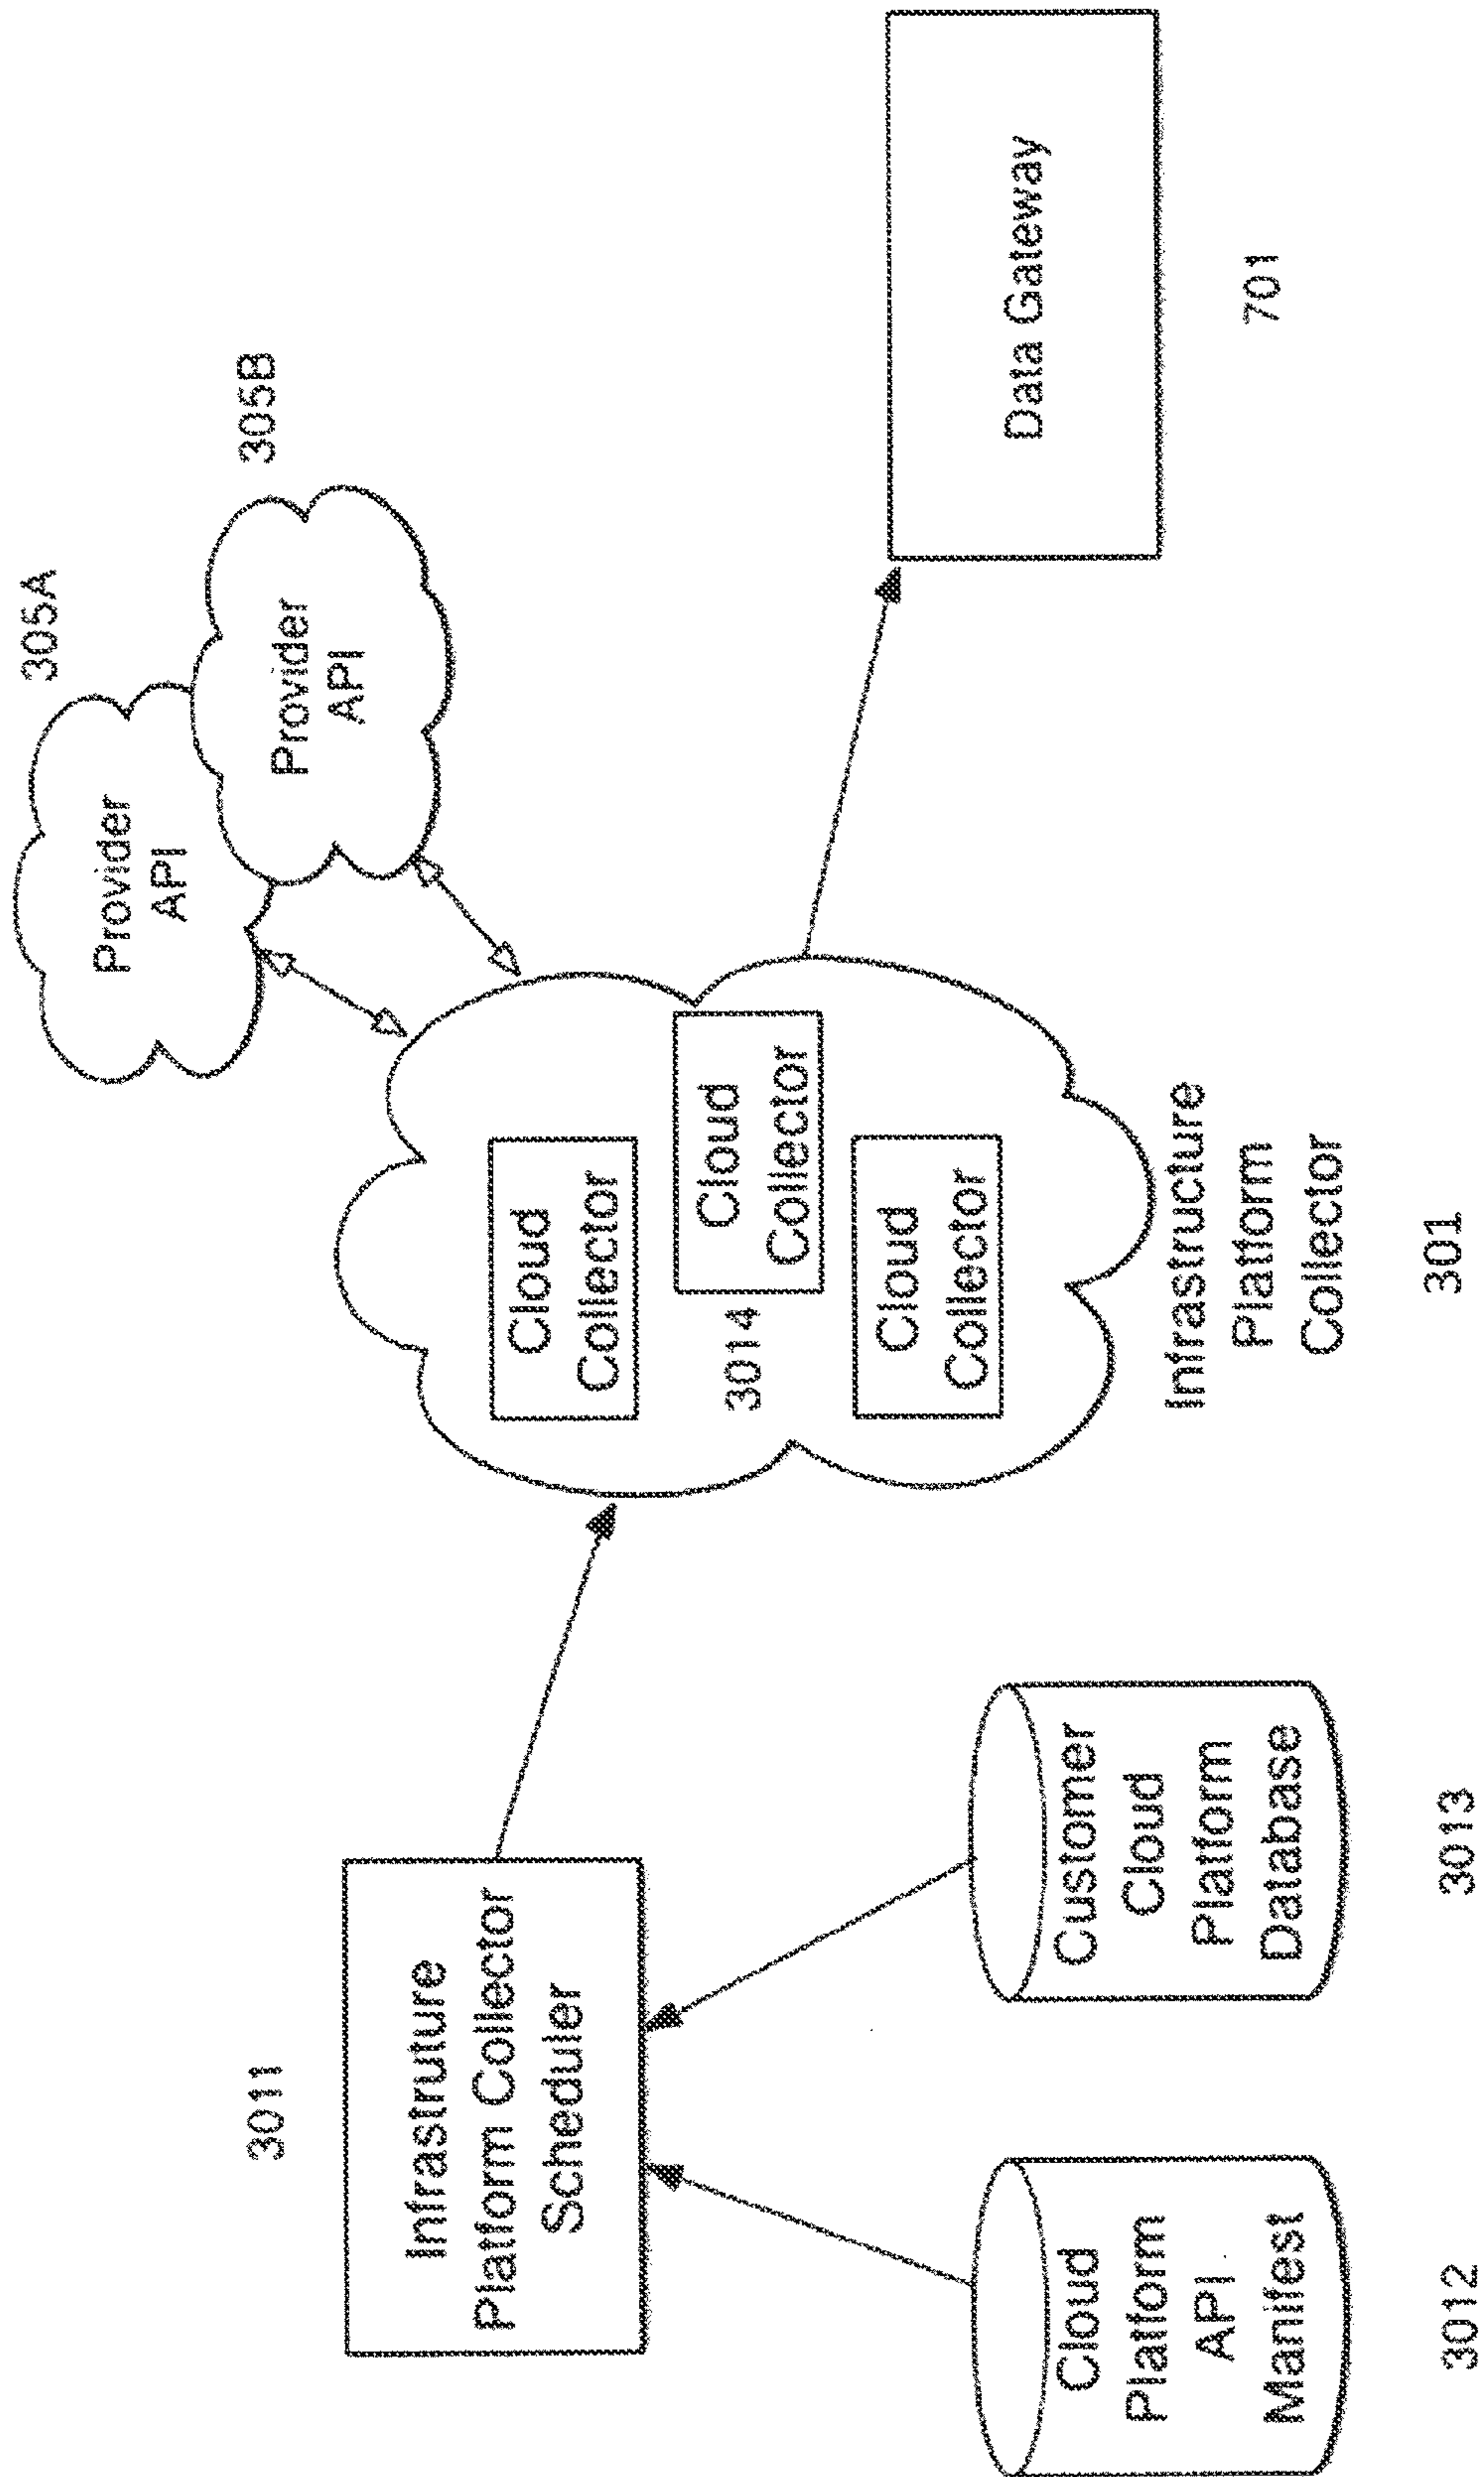 305A
Provider
API
305B
Provider
API
3011
Infrastruture
Platform Collector
Scheduler
Cloud
Collector
Cloud
Collector
3014
Cloud
Collector
Data Gateway
701
Cloud
Platform
API
Manifest
3012
Customer
Cloud
Platform
Database
3013
Infrastructure
Platform
Collector
301